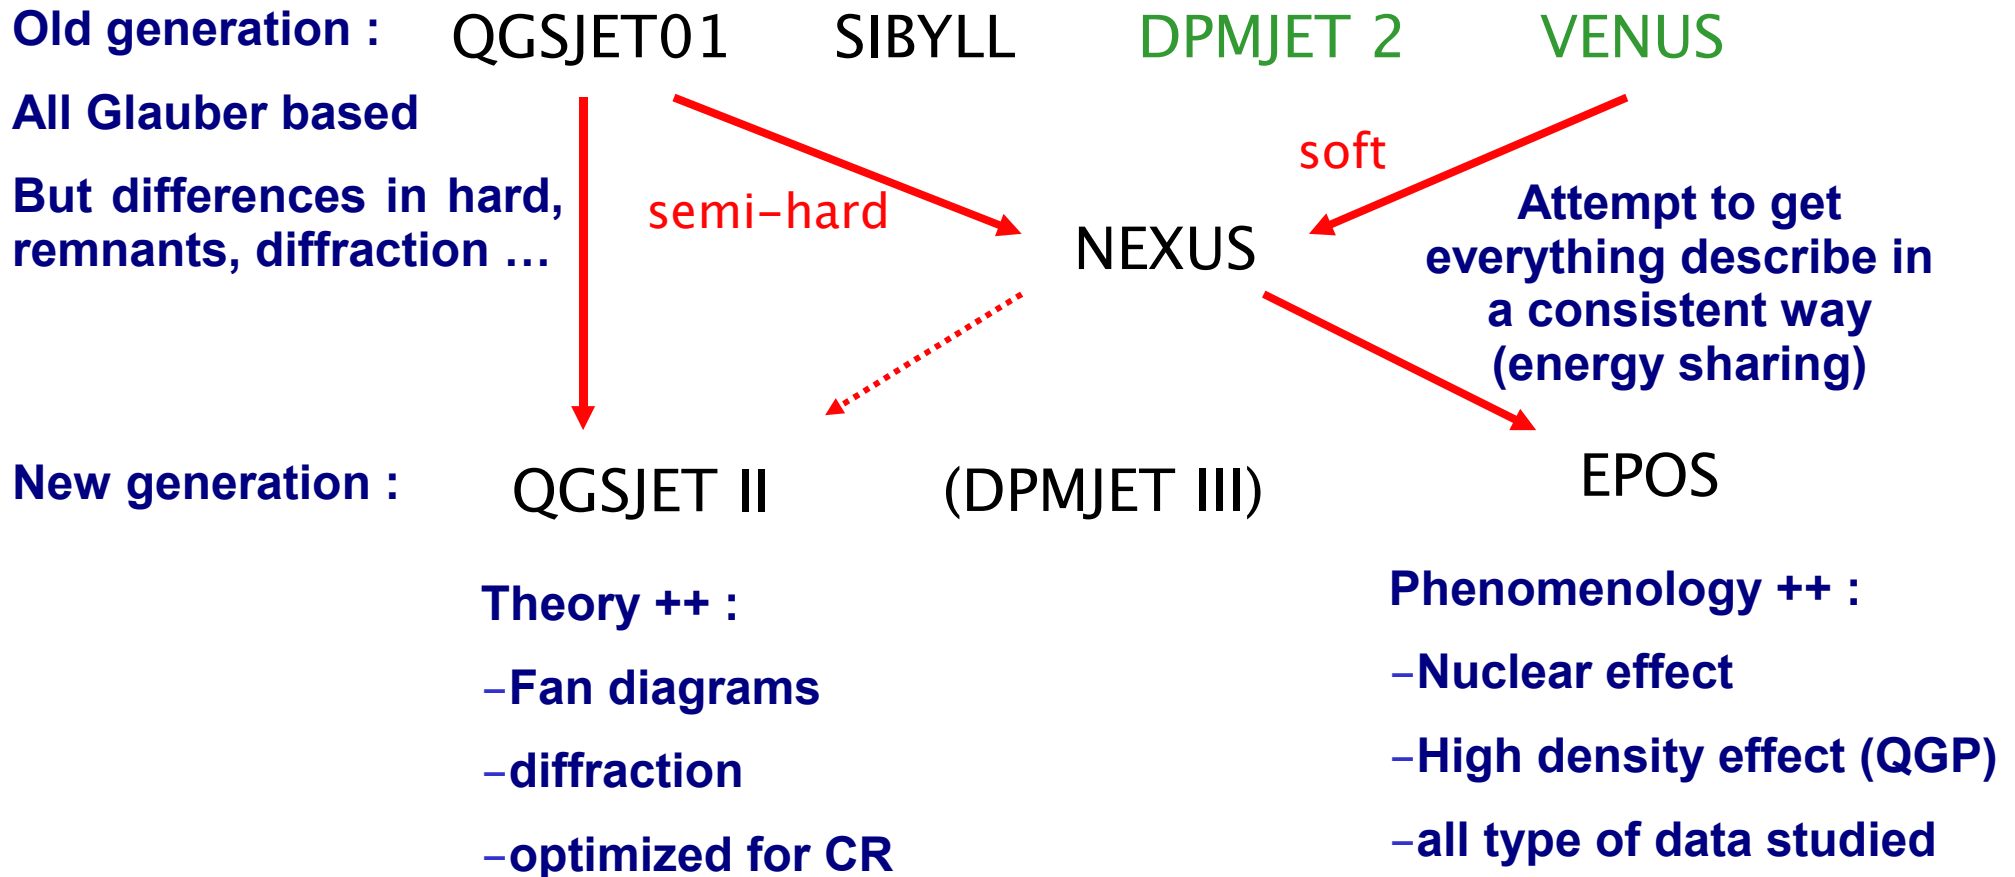 Old generation : QGSJET01 SIBYLL DPMJET 2 VENUS
All Glauber based
But differences in hard,
remnants, diffraction …
semi-hard
soft
NEXUS
Attempt to get
everything describe in
a consistent way
(energy sharing)
New generation : QGSJET II (DPMJET III) EPOS
Theory ++ :
-Fan diagrams
-diffraction
-optimized for CR
Phenomenology ++ :
-Nuclear effect
-High density effect (QGP)
-all type of data studied